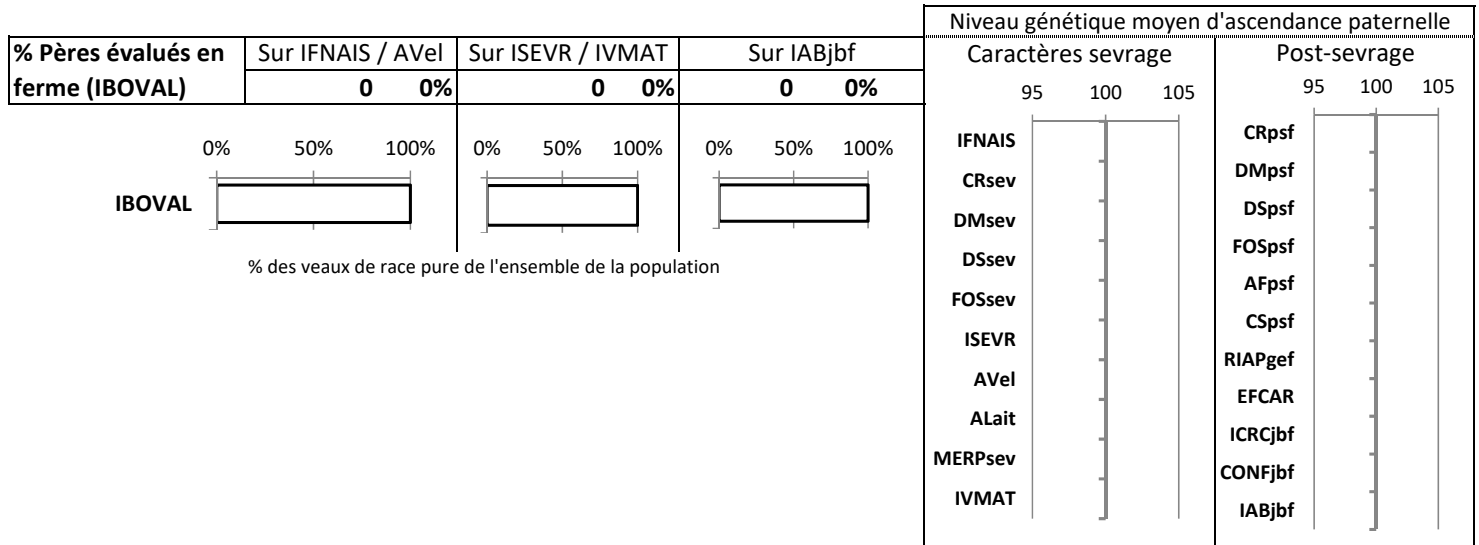 Niveau génétique moyen d'ascendance paternelle
% Pères évalués en ferme (IBOVAL)
Sur IFNAIS / AVel
Sur ISEVR / IVMAT
Sur IABjbf
0 0%
0 0%
0 0%
0% 50% 100%
0% 50% 100%
0% 50% 100%
IBOVAL
% des veaux de race pure de l'ensemble de la population
Caractères sevrage
95 100 105
IFNAIS
CRsev
DMsev
DSsev
FOSsev
ISEVR
AVel
ALait
MERPsev
IVMAT
Post-sevrage
95 100 105
CRpsf
DMpsf
DSpsf
FOSpsf
AFpsf
CSpsf
RIAPgef
EFCAR
ICRCjbf
CONFjbf
IABjbf